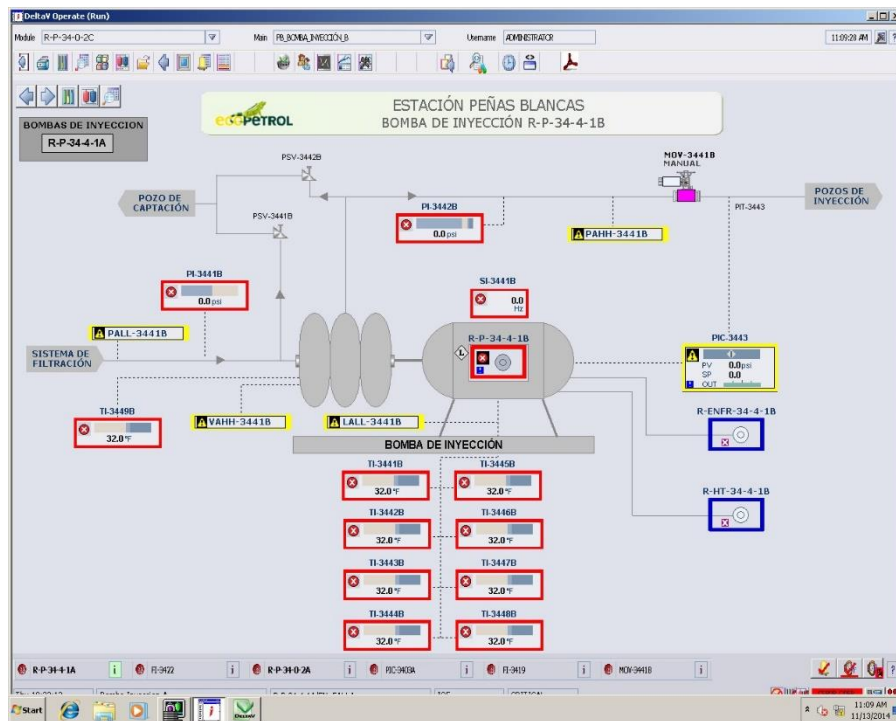 DeltaV Operate (Run)
Module R-P-34-0-2C Main PB_BOMBA_INYECCIÓN_B Username ADMINISTRATOR 11:09:28 AM
BOMBAS DE INYECCION
R-P-34-4-1A
ecoPETROL
ESTACIÓN PEÑAS BLANCAS
BOMBA DE INYECCIÓN R-P-34-4-1B
PSV-3442B
MOV-3441B
MANUAL
POZO DE
CAPTACIÓN
PSV-3441B
PI-3442B
0.0 psi
PAHH-3441B
PIT-3443
POZOS DE
INYECCIÓN
PI-3441B
0.0 psi
SI-3441B
0.0
Hz
PALL-3441B
R-P-34-4-1B
L
PIC-3443
PV 0.0 psi
SP 0.0
OUT
SISTEMA DE
FILTRACIÓN
TI-3449B
32.0 °F
VAHH-3441B
LALL-3441B
R-ENFR-34-4-1B
BOMBA DE INYECCIÓN
TI-3441B
32.0 °F
TI-3445B
32.0 °F
TI-3442B
32.0 °F
TI-3446B
32.0 °F
R-HT-34-4-1B
TI-3443B
32.0 °F
TI-3447B
32.0 °F
TI-3444B
32.0 °F
TI-3448B
32.0 °F
R-P-34-4-1A i FI-3422 i R-P-34-0-2A i PIC-3403A i FI-3419 i MOV-3441B i
Start DeltaV 11:09 AM
11/13/2014